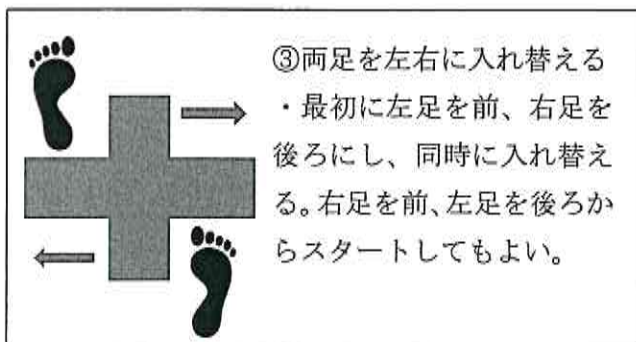 ③両足を左右に入れ替える
・最初に左足を前、右足を
後ろにし、同時に入れ替え
る。右足を前、左足を後ろか
らスタートしてもよい。